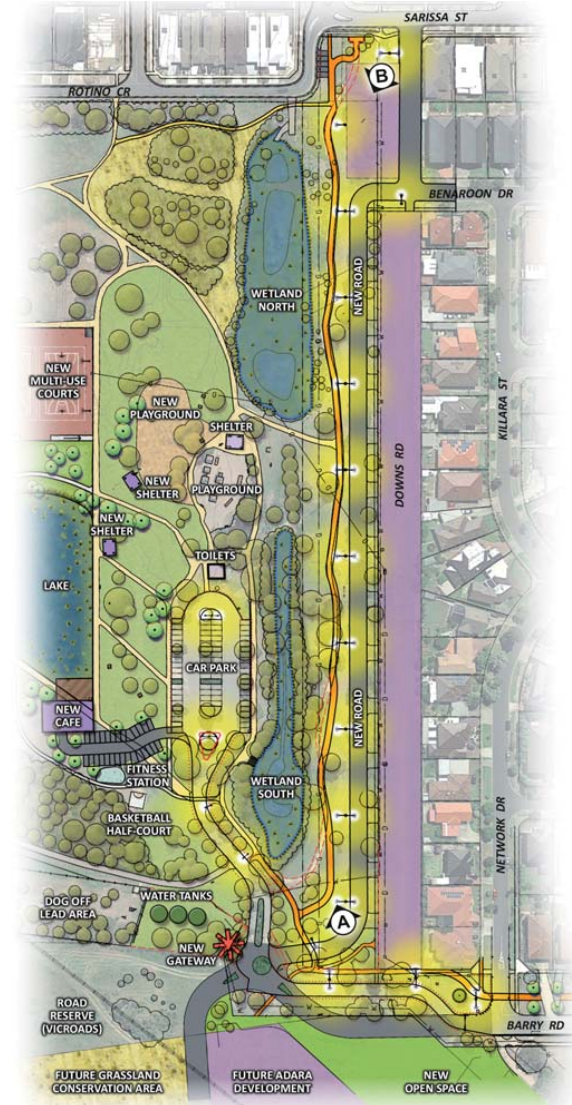 SARISSA ST
B
ROTINO CR
BENAROON DR
WETLAND
NORTH
NEW ROAD
NEW
MULTI-USE
COURTS
NEW
PLAYGROUND
SHELTER
KILLARA ST
DOWNS RD
NEW
SHELTER
PLAYGROUND
NEW
SHELTER
TOILETS
LAKE
CAR PARK
NEW
CAFE
NEW ROAD
FITNESS
STATION
WETLAND
SOUTH
BASKETBALL
HALF-COURT
NETWORK DR
DOG OFF
LEAD AREA
WATER TANKS
A
NEW
GATEWAY
ROAD
RESERVE
(VICROADS)
BARRY RD
FUTURE GRASSLAND
CONSERVATION AREA
FUTURE ADARA
DEVELOPMENT
NEW
OPEN SPACE